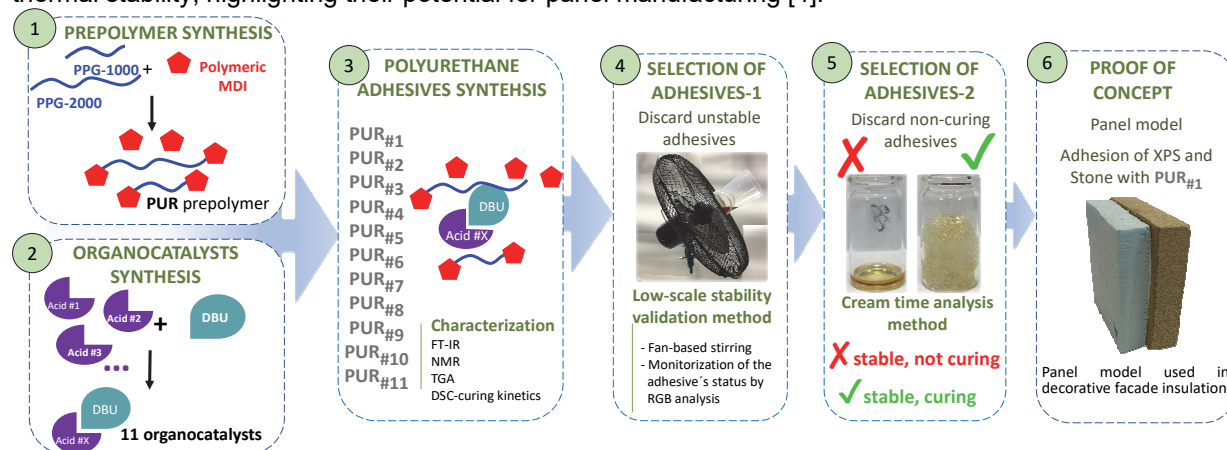 thermal stability, highlighting their potential for panel manufacturing [4].
1
PREPOLYMER SYNTHESIS
PPG-1000 +
Polymeric
MDI
PPG-2000
PUR prepolymer
2
ORGANOCATALYSTS
SYNTHESIS
Acid #1
Acid #2
+
DBU
Acid #3
...
DBU
Acid #X
11 organocatalysts
3
POLYURETHANE
ADHESIVES SYNTEHSIS
PUR#1
PUR#2
PUR#3
PUR#4
PUR#5
PUR#6
PUR#7
PUR#8
PUR#9
PUR#10
PUR#11
DBU
Acid #X
Characterization
FT-IR
NMR
TGA
DSC-curing kinetics
4
SELECTION OF
ADHESIVES-1
Discard unstable
adhesives
Low-scale stability
validation method
- Fan-based stirring
- Monitorization of the
adhesive´s status by
RGB analysis
5
SELECTION OF
ADHESIVES-2
Discard non-curing
adhesives
Cream time analysis
method
✗ stable, not curing
✓ stable, curing
6
PROOF OF
CONCEPT
Panel model
Adhesion of XPS and
Stone with PUR#1
Panel model used in
decorative facade insulation